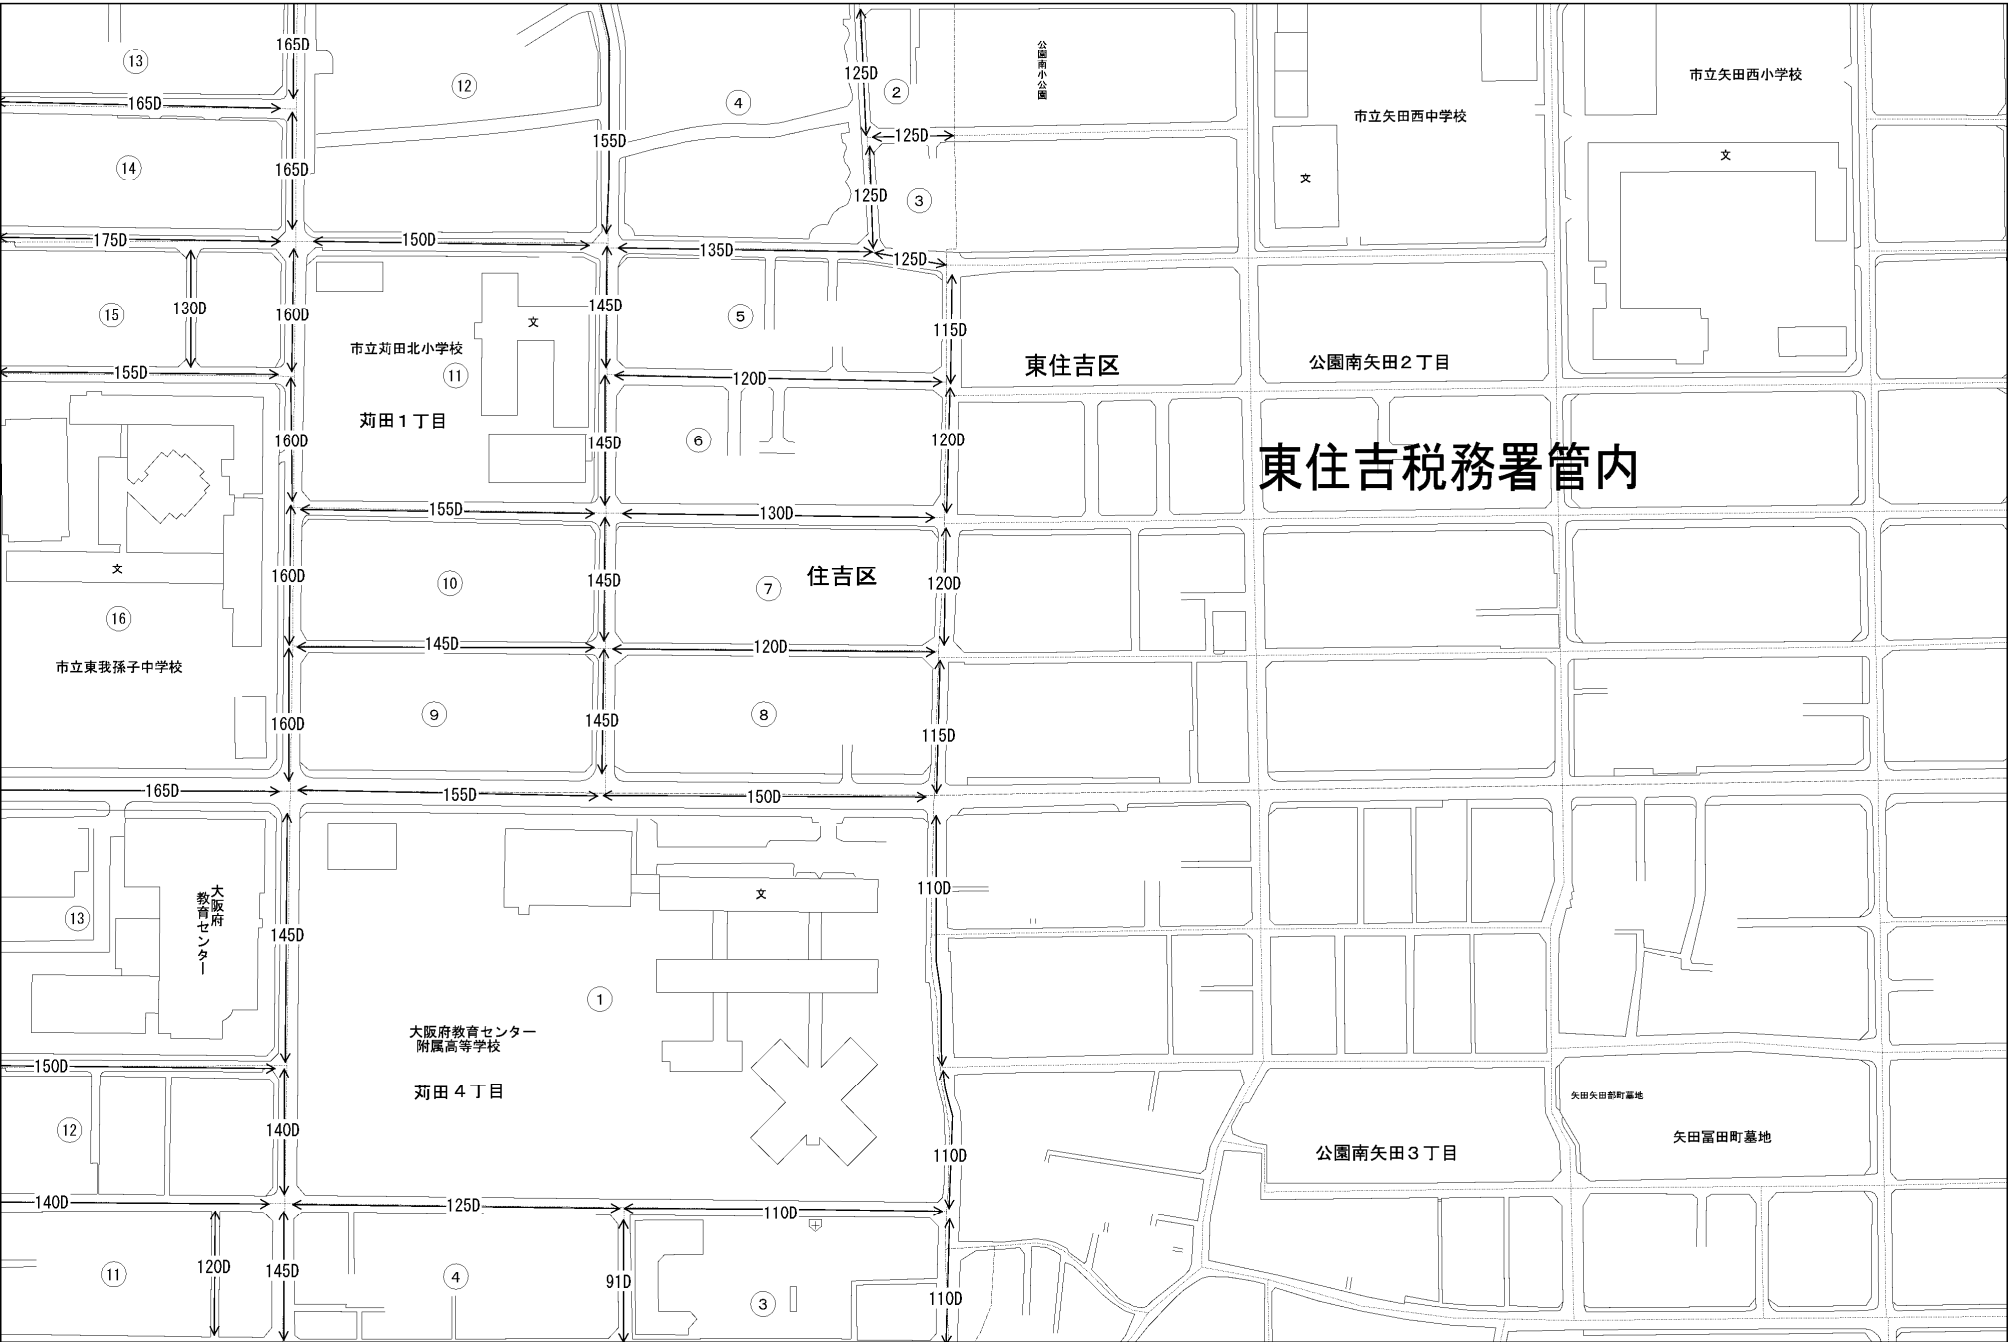 165D
公園南小公園
⑬
165D
⑫
④
125D
②
市立矢田西小学校
市立矢田西中学校
155D
125D
⑭
165D
文
文
125D
③
175D
150D
135D
125D
130D
⑮
160D
145D
⑤
115D
文
市立苅田北小学校
⑪
155D
120D
東住吉区
公園南矢田2丁目
苅田1丁目
160D
145D
⑥
120D
東住吉税務署管内
155D
130D
文
160D
⑩
145D
⑦
住吉区
120D
⑯
145D
120D
市立東我孫子中学校
160D
⑨
145D
⑧
115D
165D
155D
150D
文
110D
大阪府
教育センター
⑬
145D
①
大阪府教育センター
附属高等学校
150D
苅田4丁目
矢田矢田部町墓地
⑫
140D
110D
公園南矢田3丁目
矢田冨田町墓地
140D
125D
110D
⑪
120D
145D
④
91D
③
110D